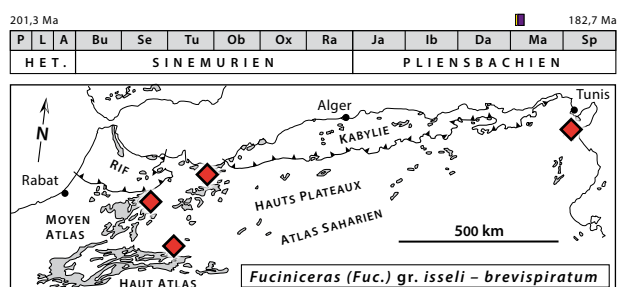 201,3 Ma 182,7 Ma
P L A Bu Se Tu Ob Ox Ra Ja Ib Da Ma Sp
HET. SINEMURIEN PLIENSBACHIEN
Tunis
Alger
N
KABYLIE
RIF
Rabat
HAUTS PLATEAUX
MOYEN
ATLAS
ATLAS SAHARIEN
500 km
HAUT ATLAS
Fuciniceras (Fuc.) gr. isseli – brevispiratum